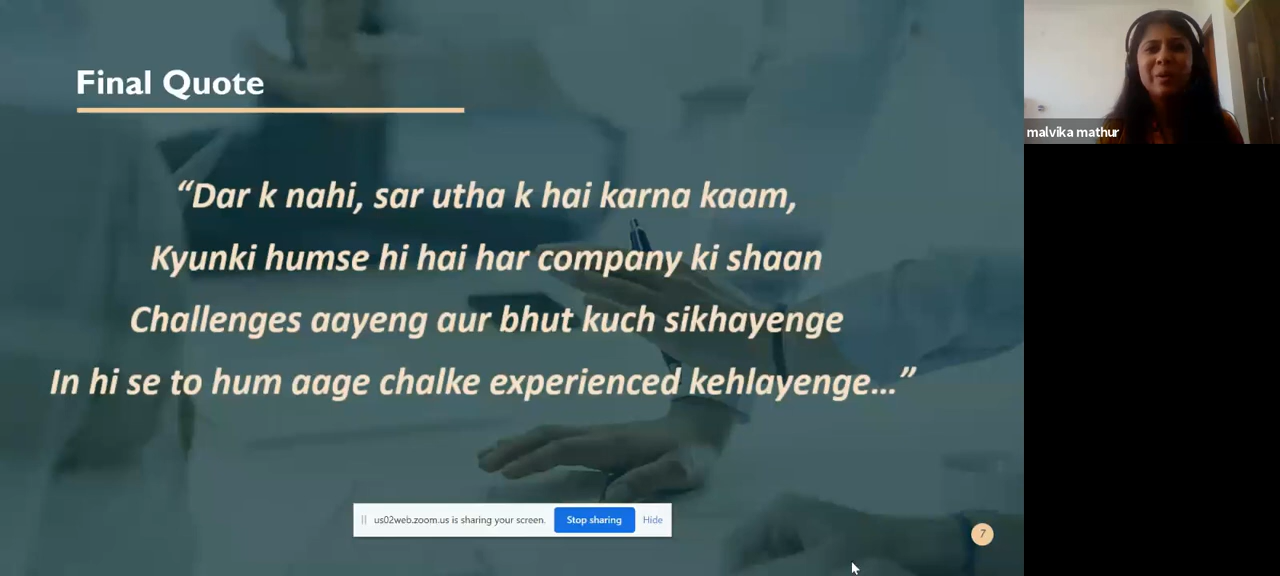 Final Quote
“Dar k nahi, sar utha k hai karna kaam,
Kyunki humse hi hai har company ki shaan
Challenges aayeng aur bhut kuch sikhayenge
In hi se to hum aage chalke experienced kehlayenge...”
us02web.zoom.us is sharing your screen.
Stop sharing
Hide
7
malvika mathur